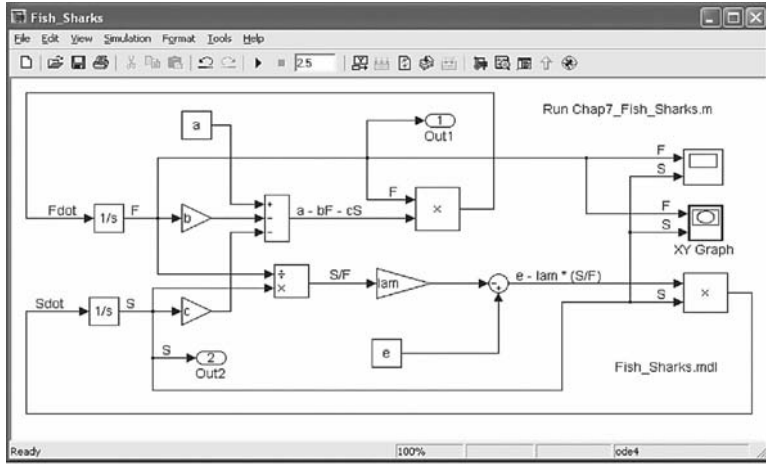 Fish_Sharks
File Edit View Simulation Format Tools Help
2.5
a
1
Out1
Run Chap7_Fish_Sharks.m
F
S
Fdot
1/s
F
b
+
−
−
a - bF - cS
F
×
F
S
XY Graph
÷
×
S/F
lam
-
+
e - lam * (S/F)
S
×
Sdot
1/s
S
c
e
S
2
Out2
Fish_Sharks.mdl
Ready
100%
ode4